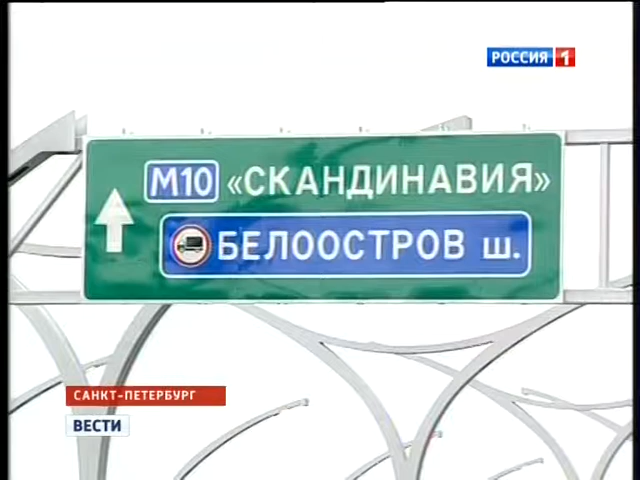 РОССИЯ 1
М10 «СКАНДИНАВИЯ»
БЕЛООСТРОВ ш.
САНКТ-ПЕТЕРБУРГ
ВЕСТИ